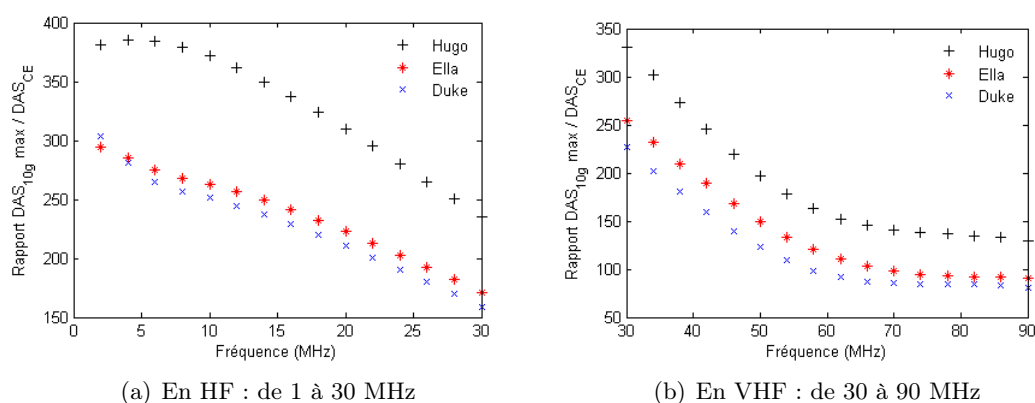 400
350
300
250
200
150
0
5
10
15
20
25
30
Rapport DAS10g max / DASCE
Fréquence (MHz)
Hugo
Ella
Duke
(a) En HF : de 1 à 30 MHz
350
300
250
200
150
100
50
30
40
50
60
70
80
90
Rapport DAS10g max / DASCE
Fréquence (MHz)
Hugo
Ella
Duke
(b) En VHF : de 30 à 90 MHz